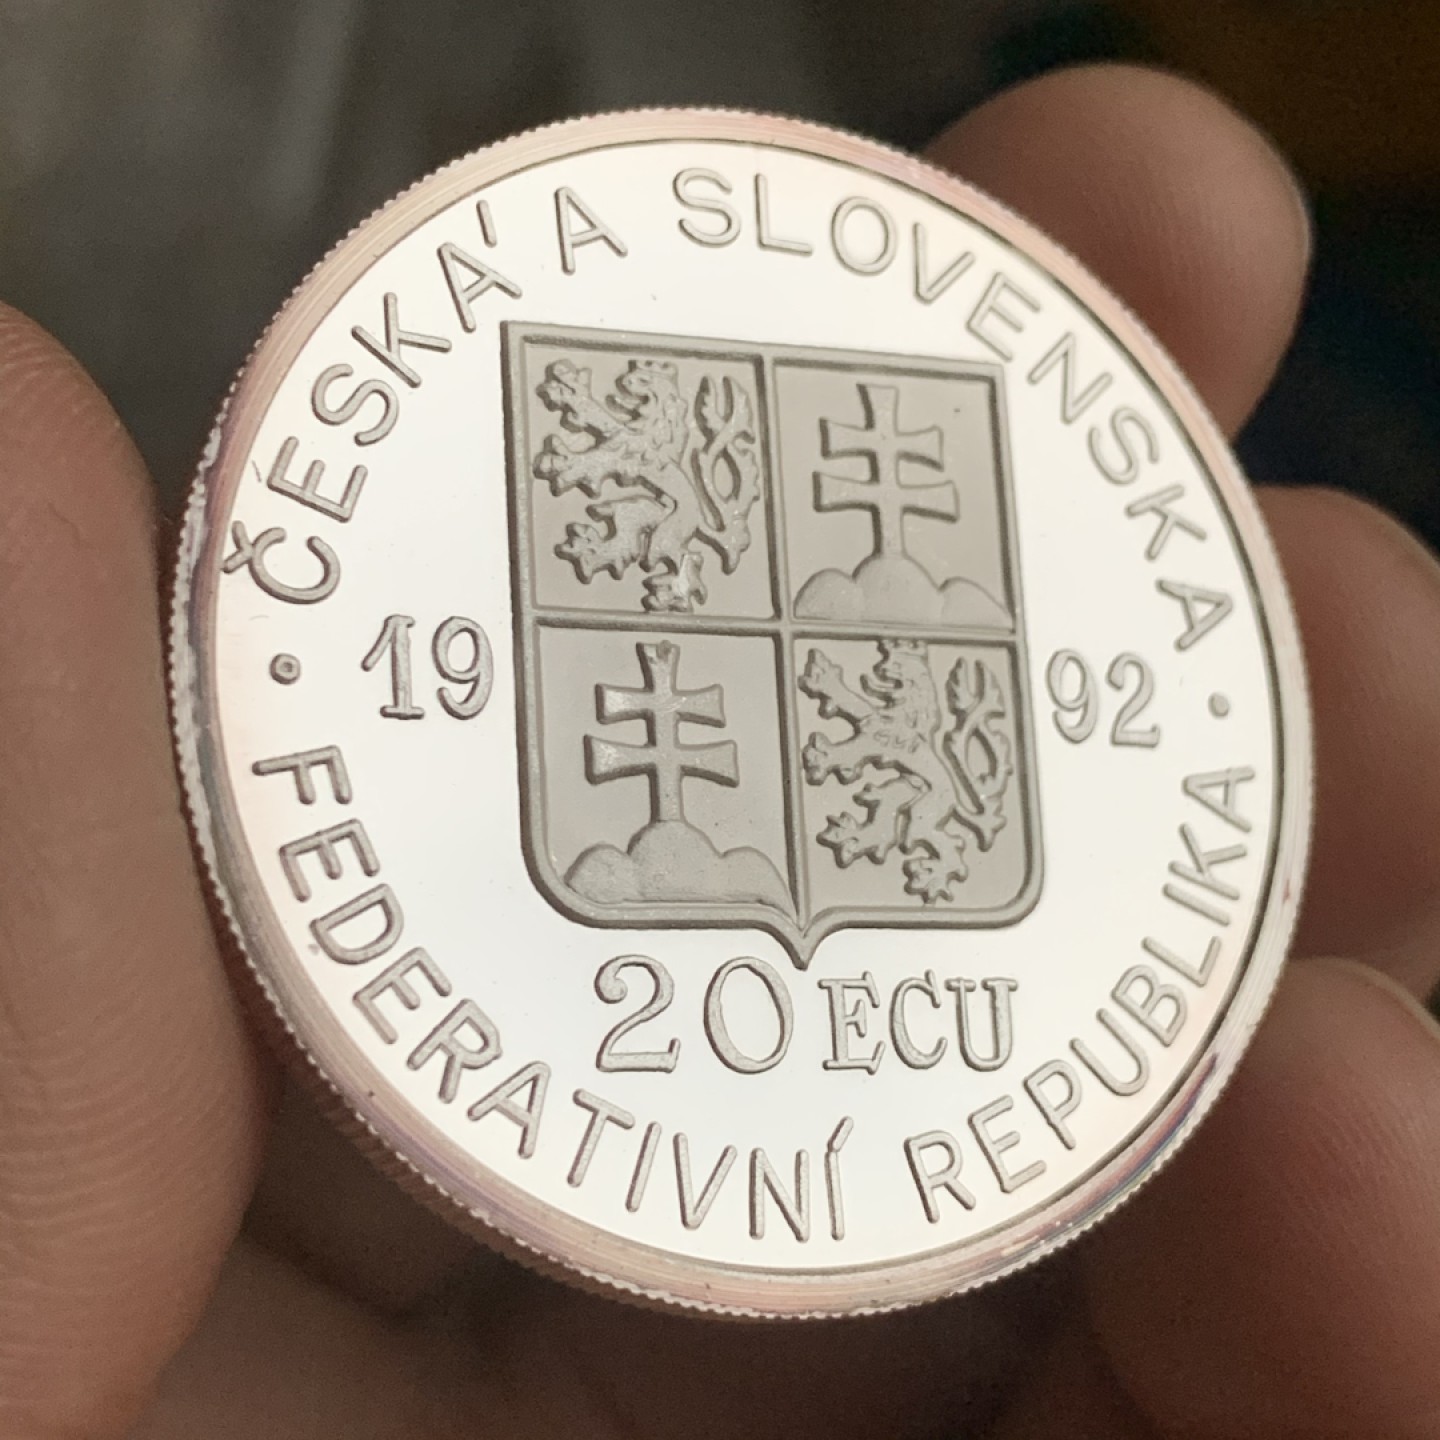 ČESKÁ A SLOVENSKA
19 92
20 ECU
· FEDERATIVNÍ REPUBLIKA ·